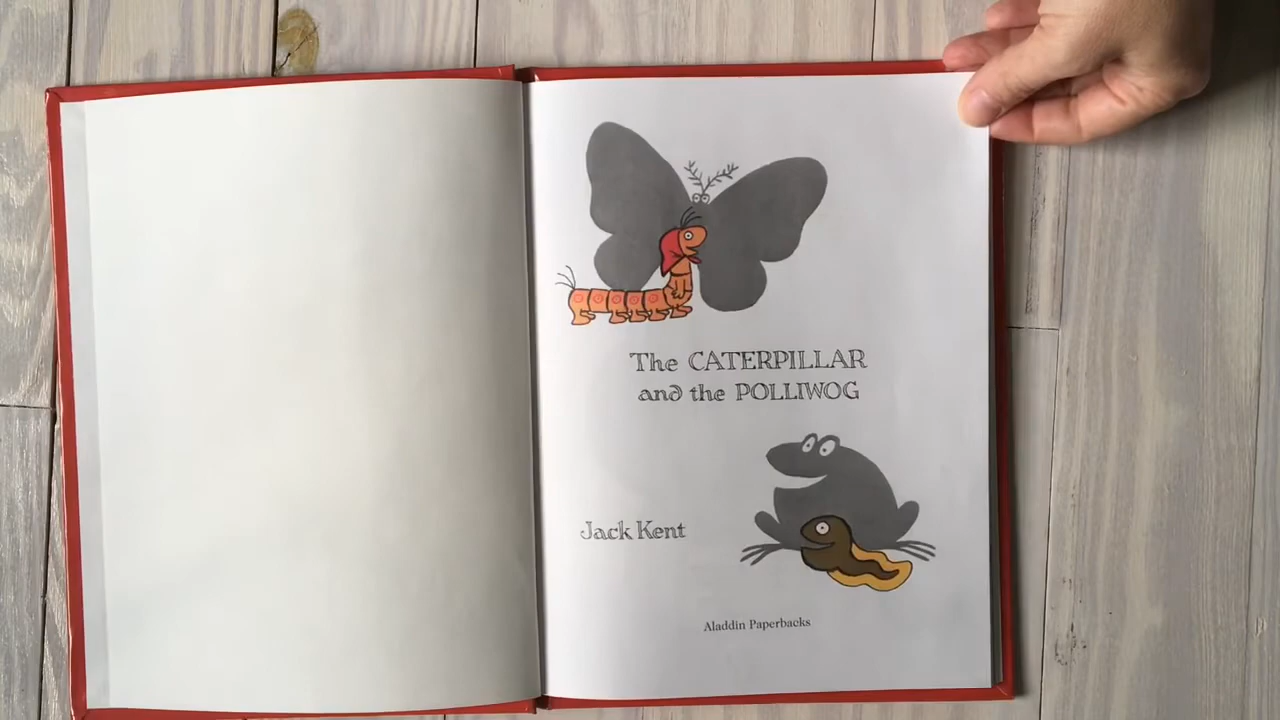 The CATERPILLAR
and the POLLIWOG
Jack Kent
Aladdin Paperbacks